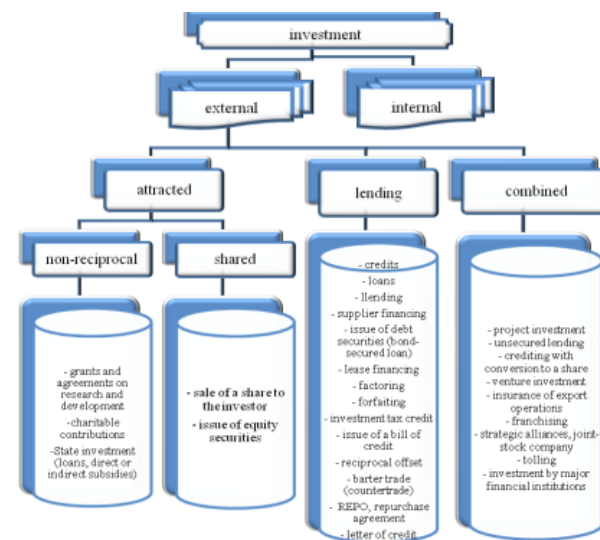 investment
external
internal
attracted
lending
combined
non-reciprocal
shared
- grants and
agreements on
research and
development
- charitable
contributions
-State investment
(loans, direct or
indirect subsidies)
- sale of a share to
the investor
- issue of equity
securities
- credits
- loans
- llending
- supplier financing
- issue of debt
securities (bond-
secured loan)
- lease financing
- factoring
- forfaiting
- investment tax credit
- issue of a bill of
credit
- reciprocal offset
- barter trade
(countertrade)
- REPO, repurchase
agreement
- letter of credit
- project investment
- unsecured lending
- crediting with
conversion to a share
- venture investment
- insurance of export
operations
- franchising
- strategic alliances, joint-
stock company
- tolling
- investment by major
financial institutions